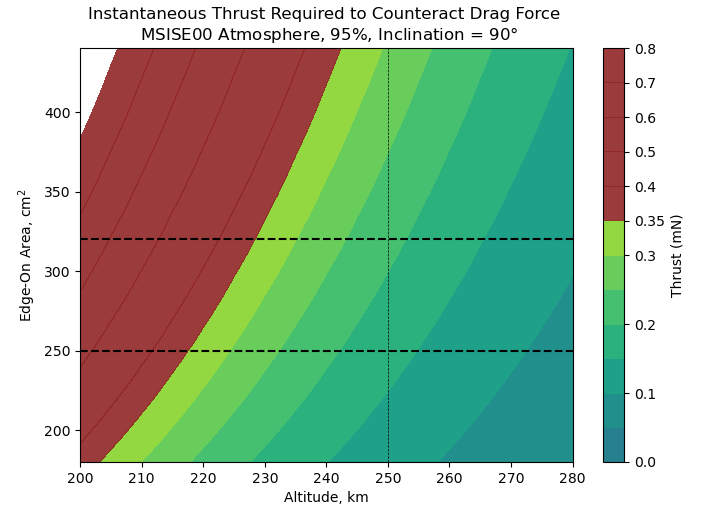 Instantaneous Thrust Required to Counteract Drag Force
MSISE00 Atmosphere, 95%, Inclination = 90°
Edge-On Area, cm²
400
350
300
250
200
200 210 220 230 240 250 260 270 280
Altitude, km
0.8
0.7
0.6
0.5
0.4
0.35
0.3
0.2
0.1
0.0
Thrust (mN)